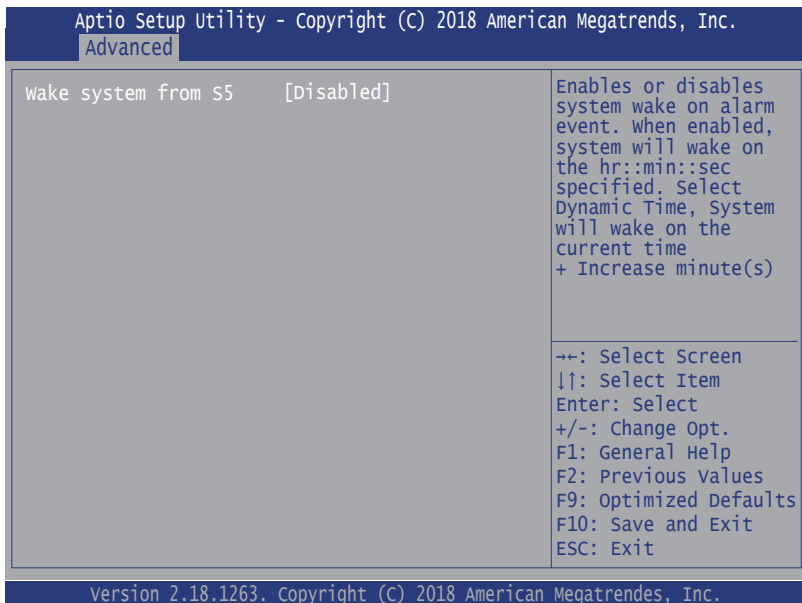 Aptio Setup Utility - Copyright (C) 2018 American Megatrends, Inc.
Advanced
Wake system from S5 [Disabled]
Enables or disables
system wake on alarm
event. When enabled,
system will wake on
the hr::min::sec
specified. Select
Dynamic Time, System
will wake on the
current time
+ Increase minute(s)
→←: Select Screen
↓↑: Select Item
Enter: Select
+/-: Change Opt.
F1: General Help
F2: Previous Values
F9: Optimized Defaults
F10: Save and Exit
ESC: Exit
Version 2.18.1263. Copyright (C) 2018 American Megatrendes, Inc.